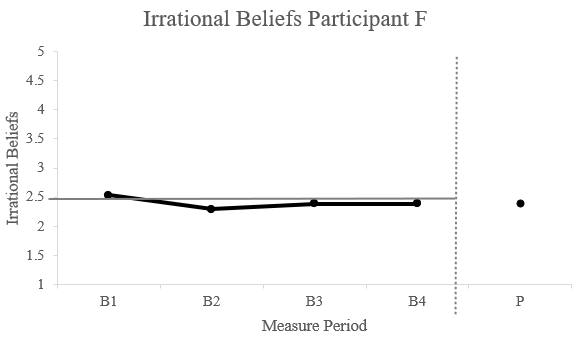 Irrational Beliefs Participant F
5
4.5
4
3.5
3
2.5
2
1.5
1
Irrational Beliefs
B1 B2 B3 B4 P
Measure Period